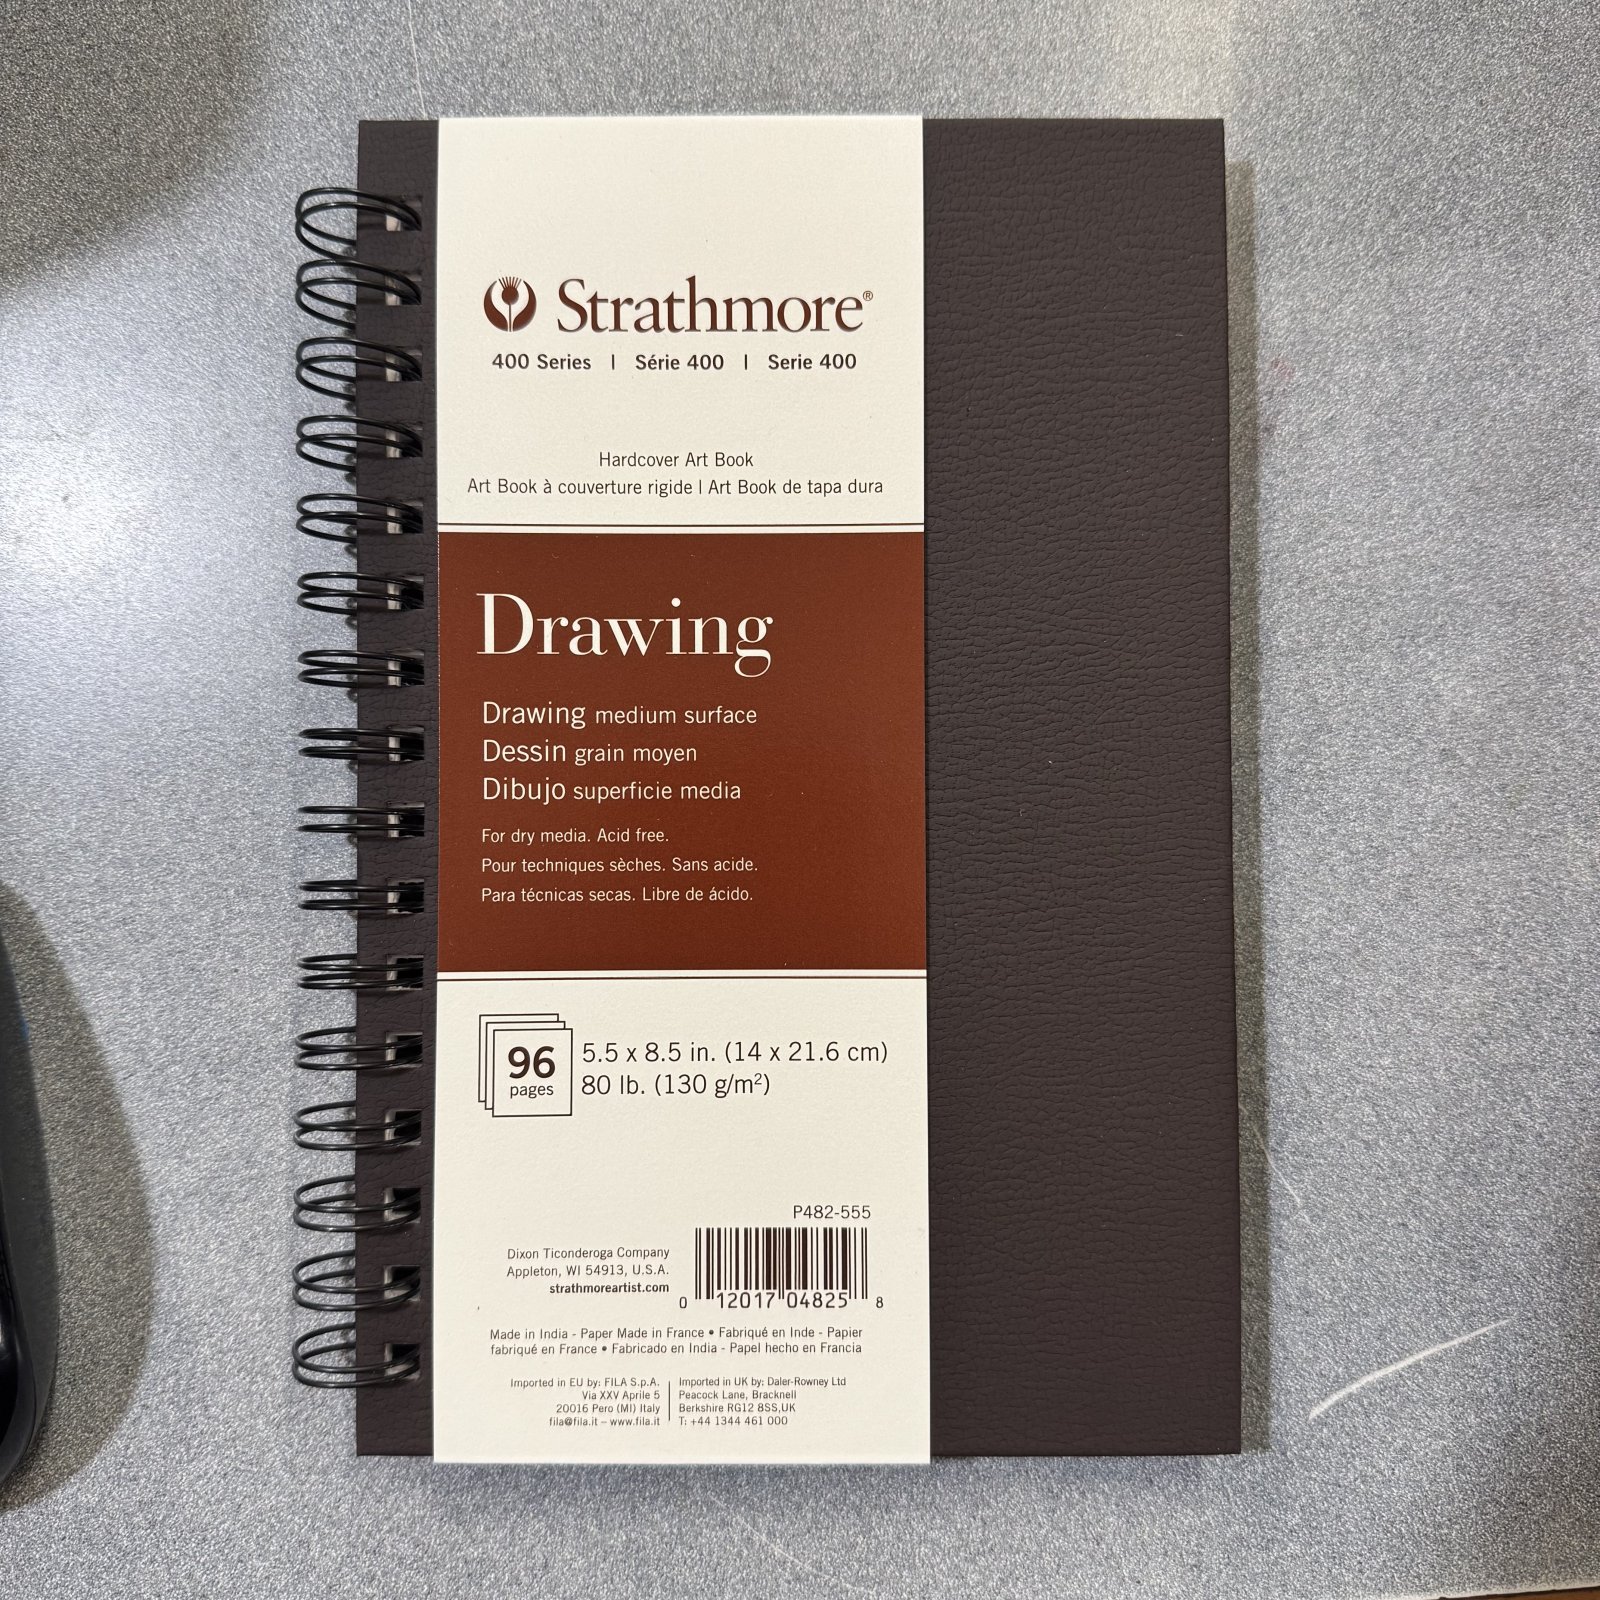 Strathmore®
400 Series | Série 400 | Serie 400
Hardcover Art Book
Art Book à couverture rigide | Art Book de tapa dura
Drawing
Drawing medium surface
Dessin grain moyen
Dibujo superficie media
For dry media. Acid free.
Pour techniques sèches. Sans acide.
Para técnicas secas. Libre de ácido.
96
pages
5.5 x 8.5 in. (14 x 21.6 cm)
80 lb. (130 g/m²)
P482-555
Dixon Ticonderoga Company
Appleton, WI 54913, U.S.A.
strathmoreartist.com
0 12017 04825 8
Made in India - Paper Made in France • Fabriqué en Inde - Papier
fabriqué en France • Fabricado en India - Papel hecho en Francia
Imported in EU by: FILA S.p.A.
Via XXV Aprile 5
20016 Pero (MI) Italy
fila@fila.it – www.fila.it
Imported in UK by: Daler-Rowney Ltd
Peacock Lane, Bracknell
Berkshire RG12 8SS,UK
T: +44 1344 461 000